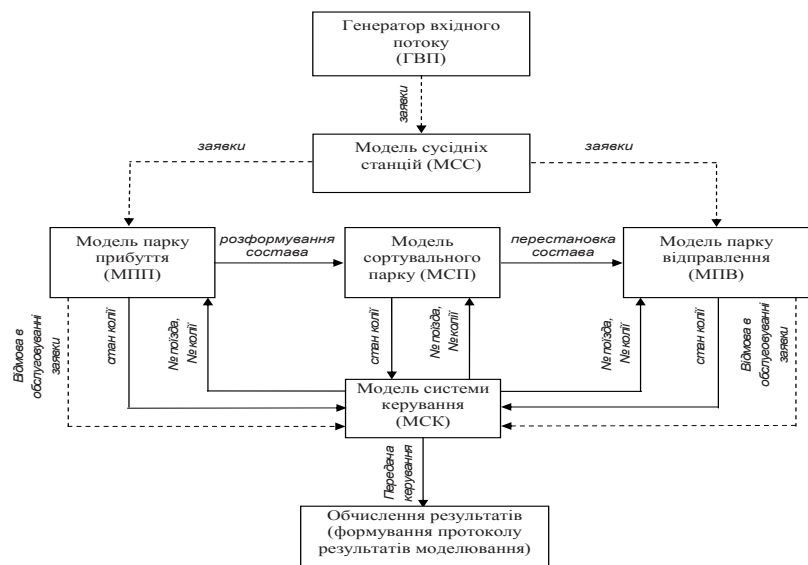 Генератор вхідного
потоку
(ГВП)
заявки
заявки
Модель сусідніх
станцій (МСС)
заявки
Модель парку
прибуття
(МПП)
розформування
состава
Модель
сортувального
парку (МСП)
перестановка
состава
Модель парку
відправлення
(МПВ)
Відмова в
обслуговуванні
заявки
стан колії
№ поїзда,
№ колії
стан колії
№ поїзда,
№ колії
№ поїзда,
№ колії
стан колії
Відмова в
обслуговуванні
заявки
Модель системи
керування
(МСК)
Передача
керування
Обчислення результатів
(формування протоколу
результатів моделювання)